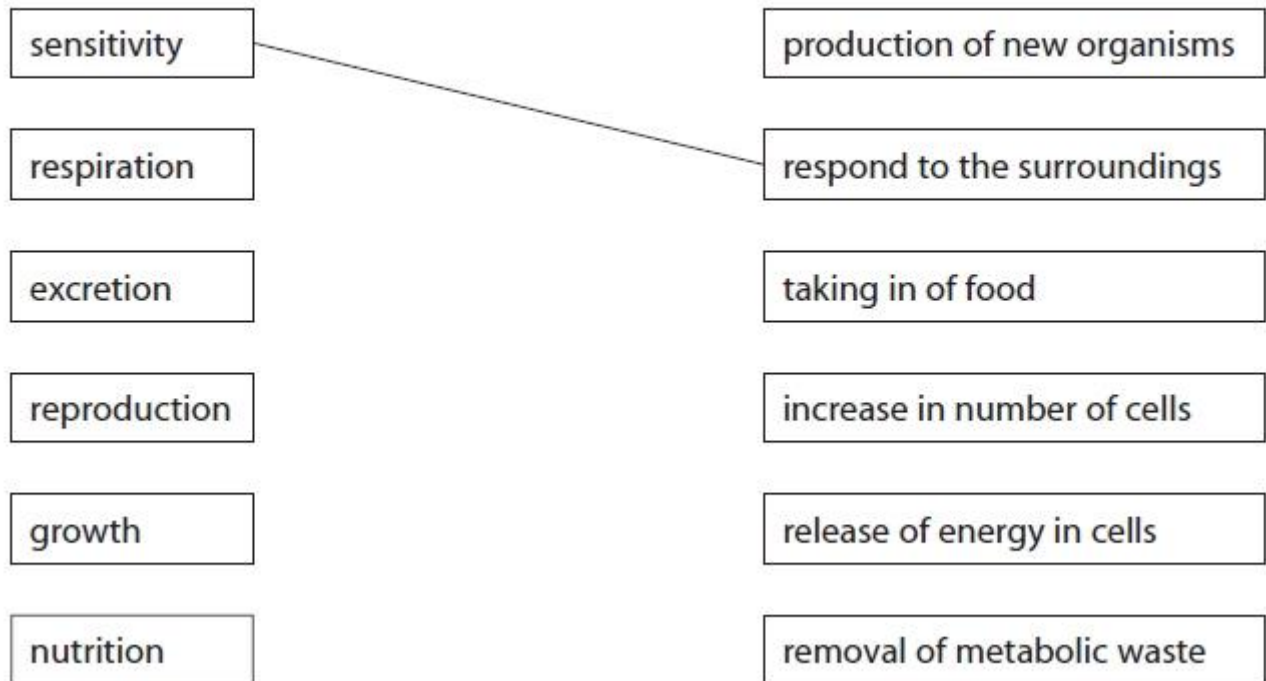 sensitivity
production of new organisms
respiration
respond to the surroundings
excretion
taking in of food
reproduction
increase in number of cells
growth
release of energy in cells
nutrition
removal of metabolic waste